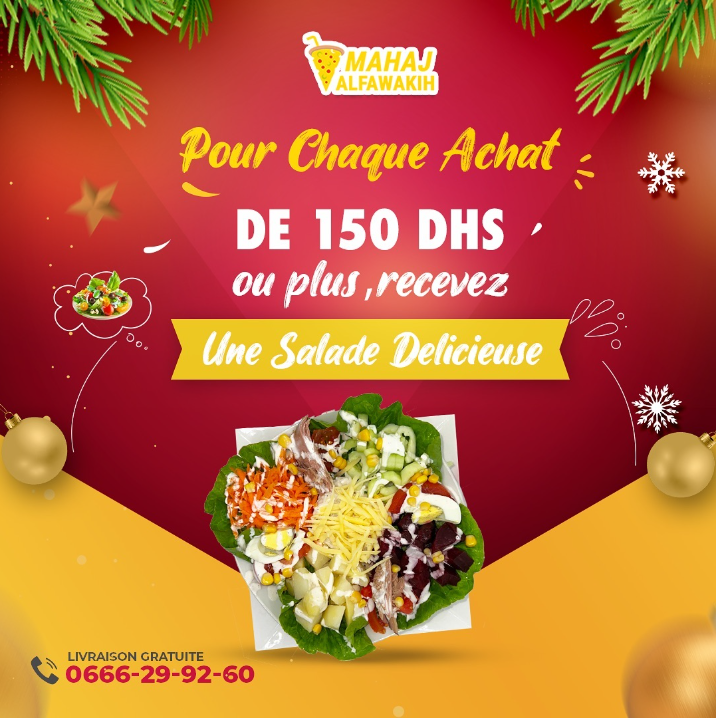 MAHAJ
ALFAWAKIH
Pour Chaque Achat
DE 150 DHS
ou plus, recevez
Une Salade Delicieuse
LIVRAISON GRATUITE
0666-29-92-60